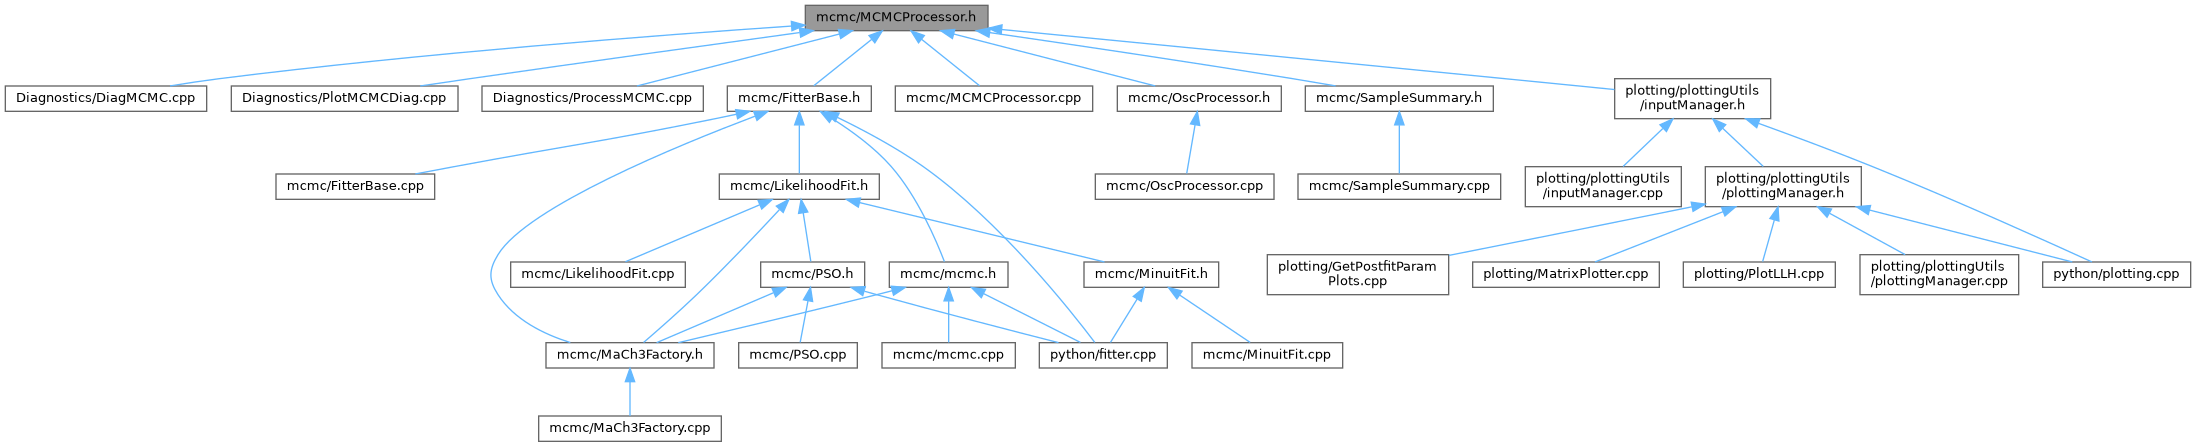 mcmc/MCMCProcessor.h
Diagnostics/DiagMCMC.cpp
Diagnostics/PlotMCMCDiag.cpp
Diagnostics/ProcessMCMC.cpp
mcmc/FitterBase.h
mcmc/MCMCProcessor.cpp
mcmc/OscProcessor.h
mcmc/SampleSummary.h
plotting/plottingUtils
/inputManager.h
mcmc/FitterBase.cpp
mcmc/LikelihoodFit.h
mcmc/OscProcessor.cpp
mcmc/SampleSummary.cpp
plotting/plottingUtils
/inputManager.cpp
plotting/plottingUtils
/plottingManager.h
mcmc/LikelihoodFit.cpp
mcmc/PSO.h
mcmc/mcmc.h
mcmc/MinuitFit.h
plotting/GetPostfitParam
Plots.cpp
plotting/MatrixPlotter.cpp
plotting/PlotLLH.cpp
plotting/plottingUtils
/plottingManager.cpp
python/plotting.cpp
mcmc/MaCh3Factory.h
mcmc/PSO.cpp
mcmc/mcmc.cpp
python/fitter.cpp
mcmc/MinuitFit.cpp
mcmc/MaCh3Factory.cpp